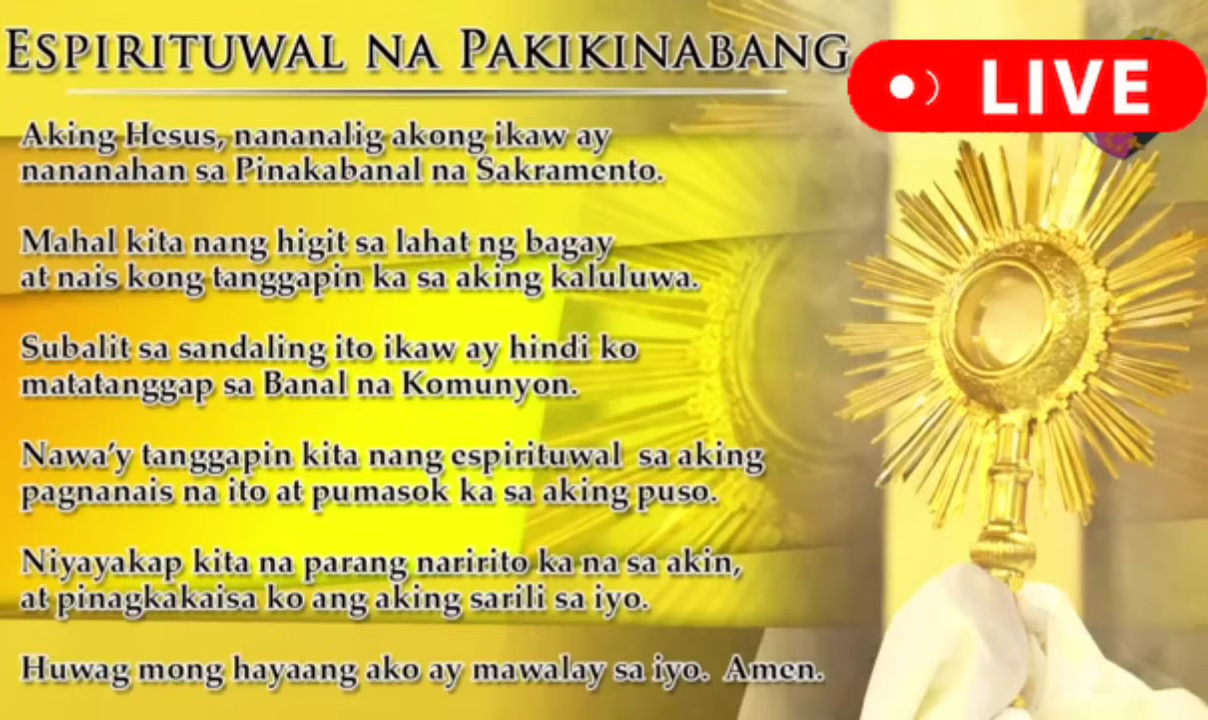 ESPIRITUWAL NA PAKIKINABANG
LIVE
Aking Hesus, nananalig akong ikaw ay
nananahan sa Pinakabanal na Sakramento.
Mahal kita nang higit sa lahat ng bagay
at nais kong tanggapin ka sa aking kaluluwa.
Subalit sa sandaling ito ikaw ay hindi ko
matatanggap sa Banal na Komunyon.
Nawa'y tanggapin kita nang espirituwal sa aking
pagnanais na ito at pumasok ka sa aking puso.
Niyayakap kita na parang naririto ka na sa akin,
at pinagkakaisa ko ang aking sarili sa iyo.
Huwag mong hayaang ako ay mawalay sa iyo. Amen.